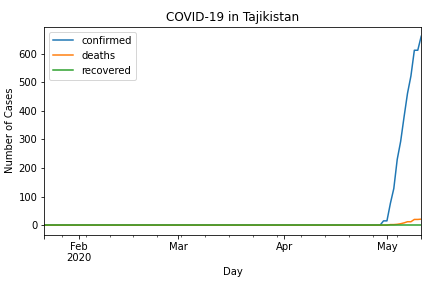 COVID-19 in Tajikistan
confirmed
deaths
recovered
Number of Cases
600
500
400
300
200
100
0
Feb
2020
Mar
Apr
May
Day